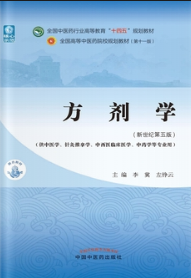 全国中医药行业高等教育“十四五”规划教材
全国高等中医药院校规划教材（第十一版）
方剂学
（新世纪第五版）
（供中医学、针灸推拿学、中西医临床医学、中药学等专业用）
主编 李冀 左铮云
中国中医药出版社